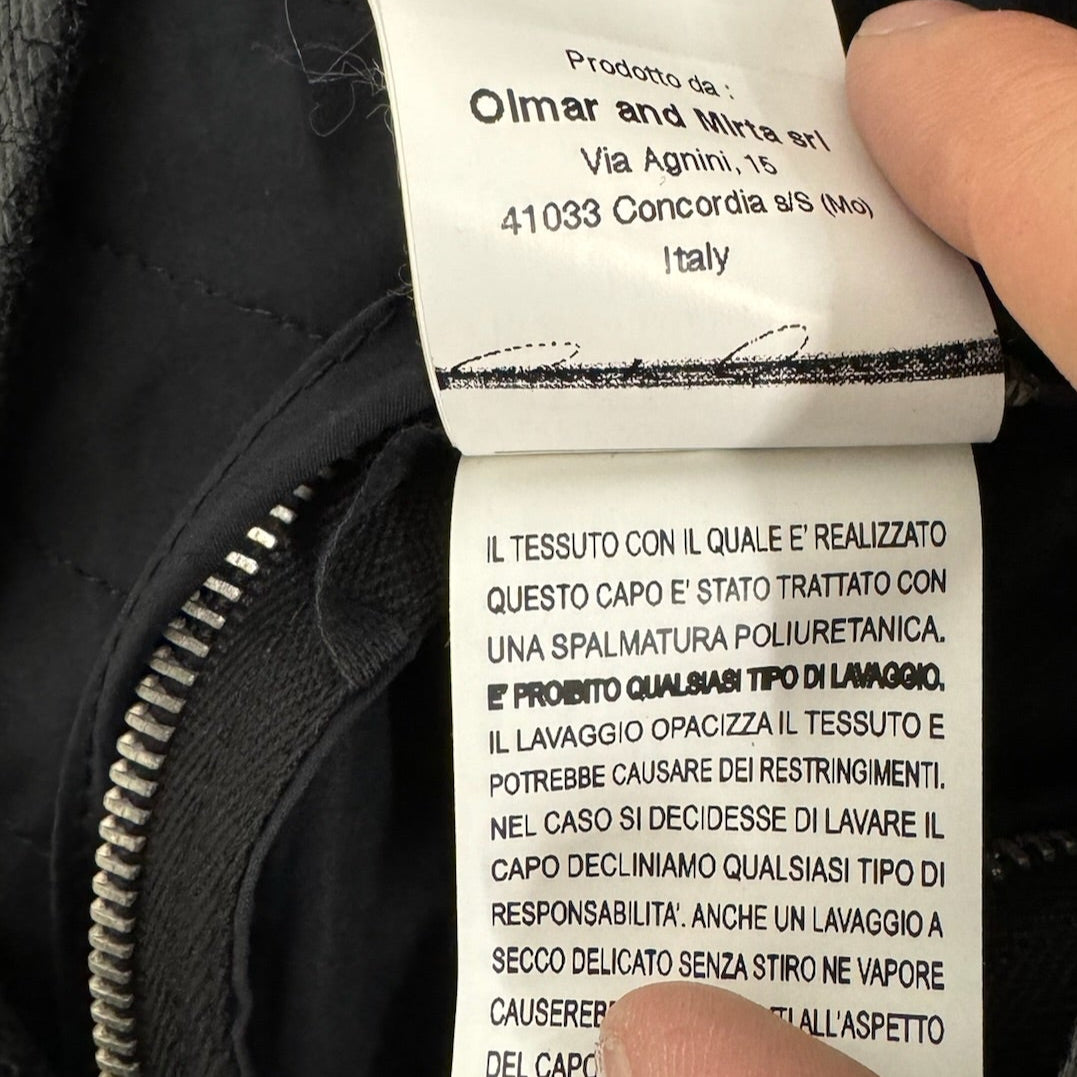 Prodotto da :
Olmar and MIrta srl
Via Agnini, 15
41033 Concordia s/S (Mo)
Italy
IL TESSUTO CON IL QUALE E' REALIZZATO
QUESTO CAPO E' STATO TRATTATO CON
UNA SPALMATURA POLIURETANICA.
E' PROIBITO QUALSIASI TIPO DI LAVAGGIO.
IL LAVAGGIO OPACIZZA IL TESSUTO E
POTREBBE CAUSARE DEI RESTRINGIMENTI.
NEL CASO SI DECIDESSE DI LAVARE IL
CAPO DECLINIAMO QUALSIASI TIPO DI
RESPONSABILITA'. ANCHE UN LAVAGGIO A
SECCO DELICATO SENZA STIRO NE VAPORE
ALL'ASPETTO
DEL CAPO